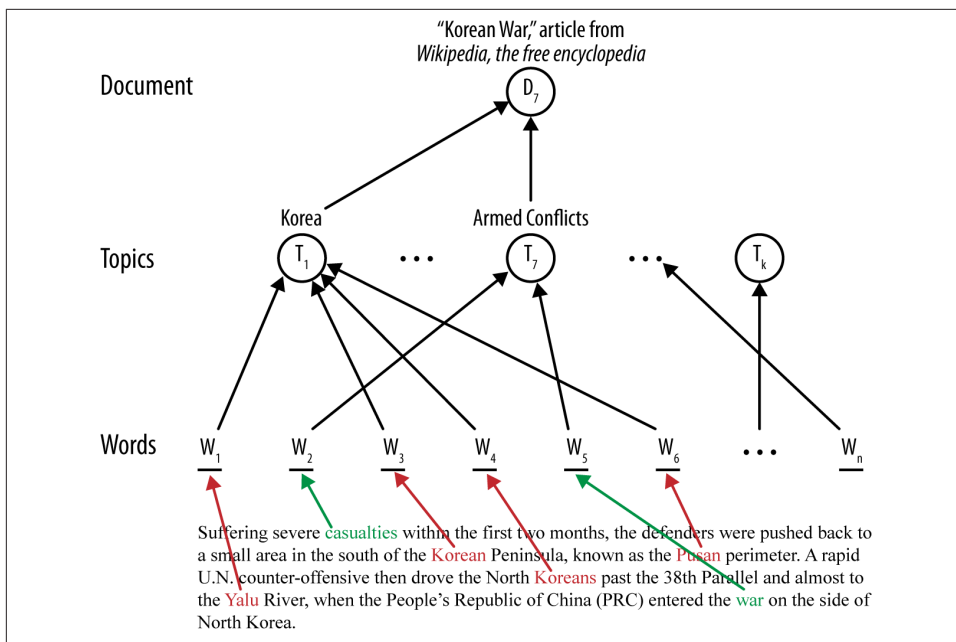 “Korean War,” article from
Wikipedia, the free encyclopedia
Document
D7
Korea
Armed Conflicts
Topics
T1
...
T7
...
Tk
Words
W1
W2
W3
W4
W5
W6
...
Wn
Suffering severe casualties within the first two months, the defenders were pushed back to
a small area in the south of the Korean Peninsula, known as the Pusan perimeter. A rapid
U.N. counter-offensive then drove the North Koreans past the 38th Parallel and almost to
the Yalu River, when the People’s Republic of China (PRC) entered the war on the side of
North Korea.